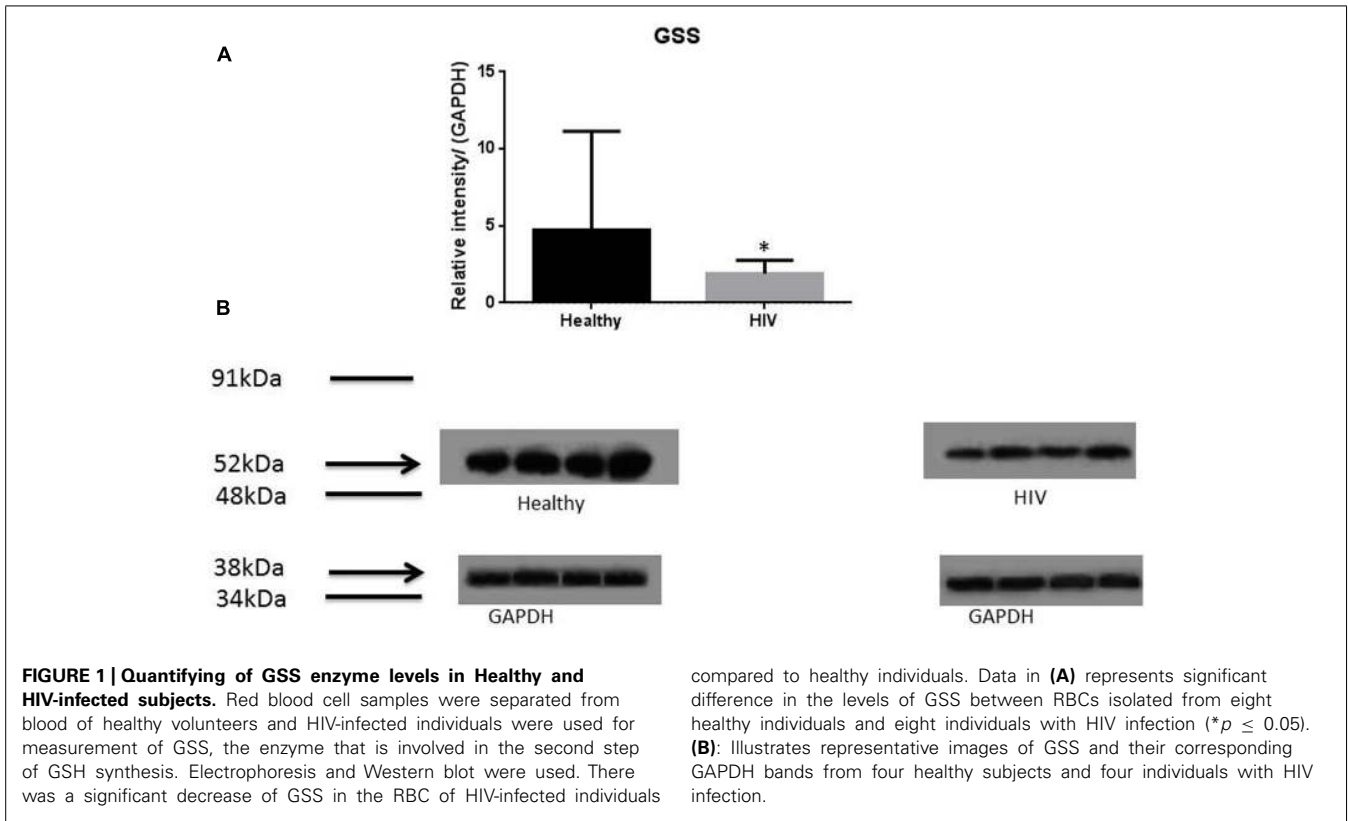 A
GSS
Relative intensity/ (GAPDH)
15
10
5
0
*
Healthy
HIV
B
91kDa
52kDa
48kDa
38kDa
34kDa
Healthy
HIV
GAPDH
GAPDH
FIGURE 1 | Quantifying of GSS enzyme levels in Healthy and
HIV-infected subjects. Red blood cell samples were separated from
blood of healthy volunteers and HIV-infected individuals were used for
measurement of GSS, the enzyme that is involved in the second step
of GSH synthesis. Electrophoresis and Western blot were used. There
was a significant decrease of GSS in the RBC of HIV-infected individuals
compared to healthy individuals. Data in (A) represents significant
difference in the levels of GSS between RBCs isolated from eight
healthy individuals and eight individuals with HIV infection (*p ≤ 0.05).
(B): Illustrates representative images of GSS and their corresponding
GAPDH bands from four healthy subjects and four individuals with HIV
infection.